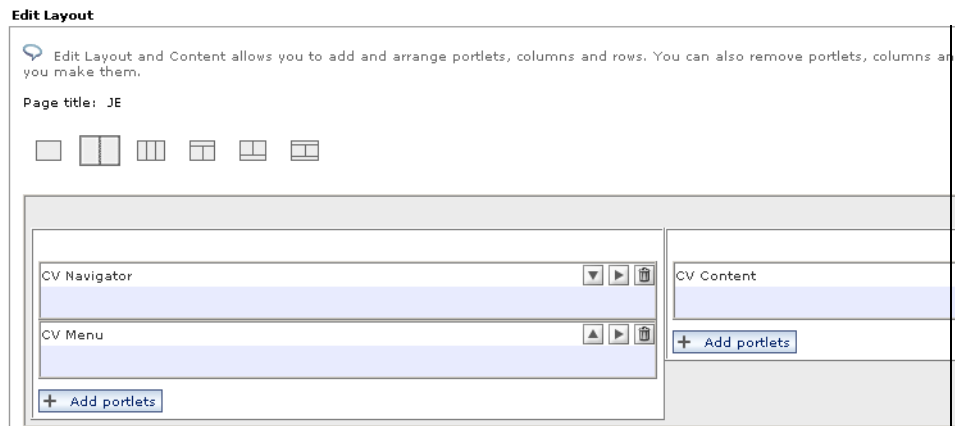 Edit Layout
Edit Layout and Content allows you to add and arrange portlets, columns and rows. You can also remove portlets, columns an
you make them.
Page title: JE
CV Navigator
CV Content
CV Menu
+ Add portlets
+ Add portlets